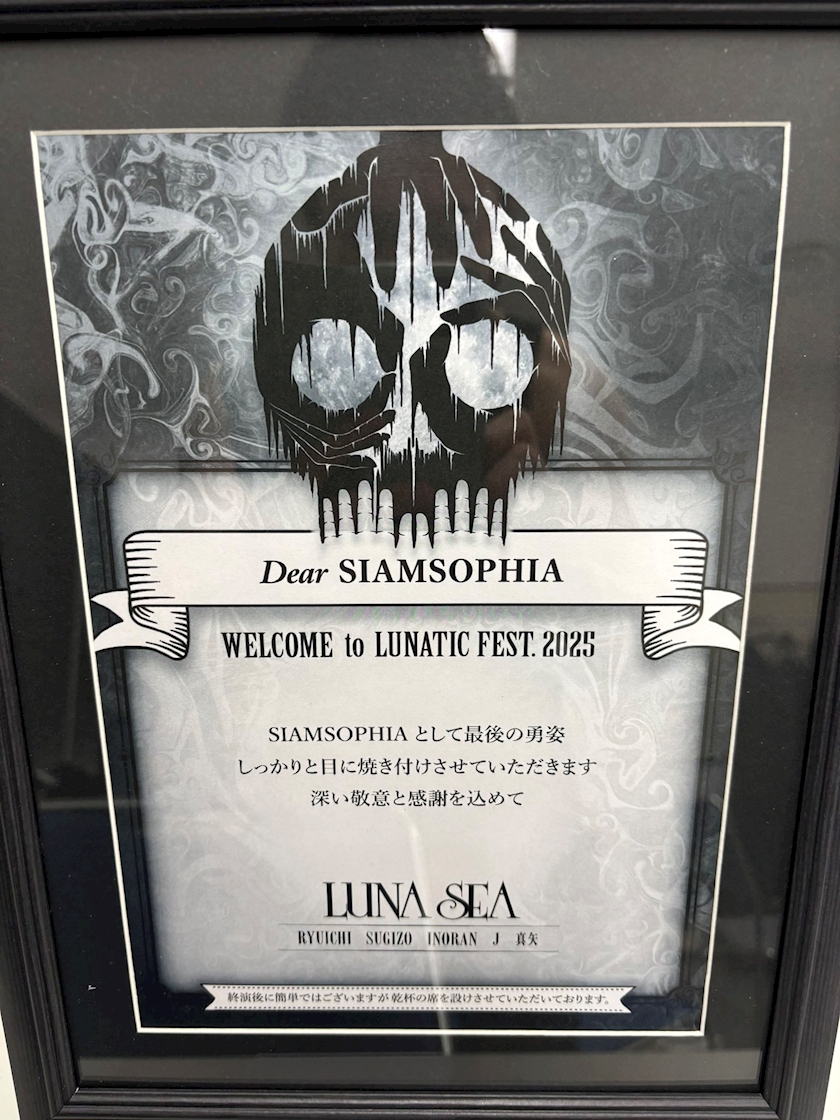 Dear SIAMSOPHIA
WELCOME to LUNATIC FEST. 2025
SIAMSOPHIA として最後の勇姿
しっかりと目に焼き付けさせていただきます
深い敬意と感謝を込めて
LUNA SEA
RYUICHI SUGIZO INORAN J 真矢
終演後に簡単ではございますが乾杯の席を設けさせていただいております。